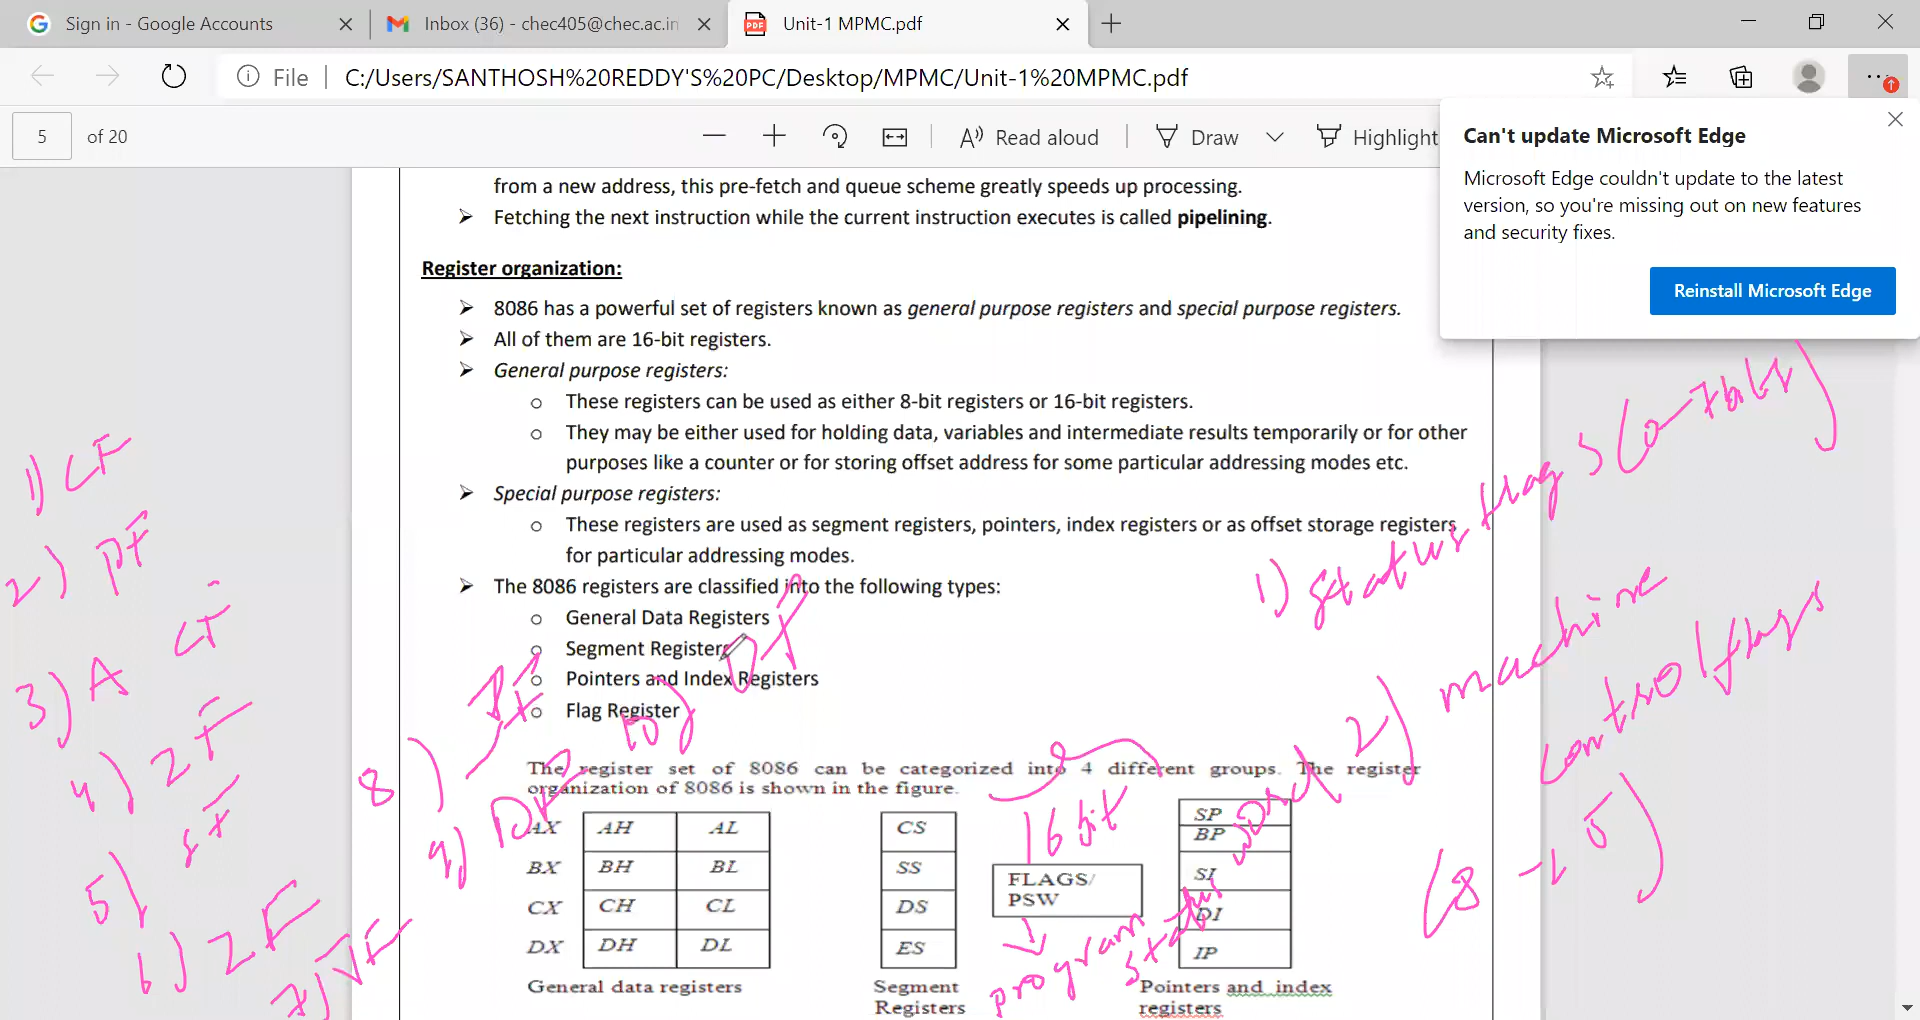 Sign in - Google Accounts
Inbox (36) - chec405@chec.ac.in
Unit-1 MPMC.pdf
File
C:/Users/SANTHOSH%20REDDY'S%20PC/Desktop/MPMC/Unit-1%20MPMC.pdf
5 of 20
Read aloud
Draw
Highlight
Can't update Microsoft Edge
Microsoft Edge couldn't update to the latest
version, so you're missing out on new features
and security fixes.
Reinstall Microsoft Edge
from a new address, this pre-fetch and queue scheme greatly speeds up processing.
➢ Fetching the next instruction while the current instruction executes is called pipelining.
Register organization:
➢ 8086 has a powerful set of registers known as general purpose registers and special purpose registers.
➢ All of them are 16-bit registers.
➢ General purpose registers:
o These registers can be used as either 8-bit registers or 16-bit registers.
o They may be either used for holding data, variables and intermediate results temporarily or for other
purposes like a counter or for storing offset address for some particular addressing modes etc.
➢ Special purpose registers:
o These registers are used as segment registers, pointers, index registers or as offset storage registers
for particular addressing modes.
➢ The 8086 registers are classified into the following types:
o General Data Registers
o Segment Registers
o Pointers and Index Registers
o Flag Register
The register set of 8086 can be categorized into 4 different groups. The register
organization of 8086 is shown in the figure.
AX AH AL
BX BH BL
CX CH CL
DX DH DL
General data registers
CS
SS
DS
ES
Segment
Registers
FLAGS/
PSW
SP
BP
SI
DI
IP
Pointers and index
registers
1) CF
2) PF
3) A CF
4) ZF
5) SF
6) ZF
7)
8) IF
9) DF
10) OF
16 bit
program status word
1) status flags
2) machine
control flags